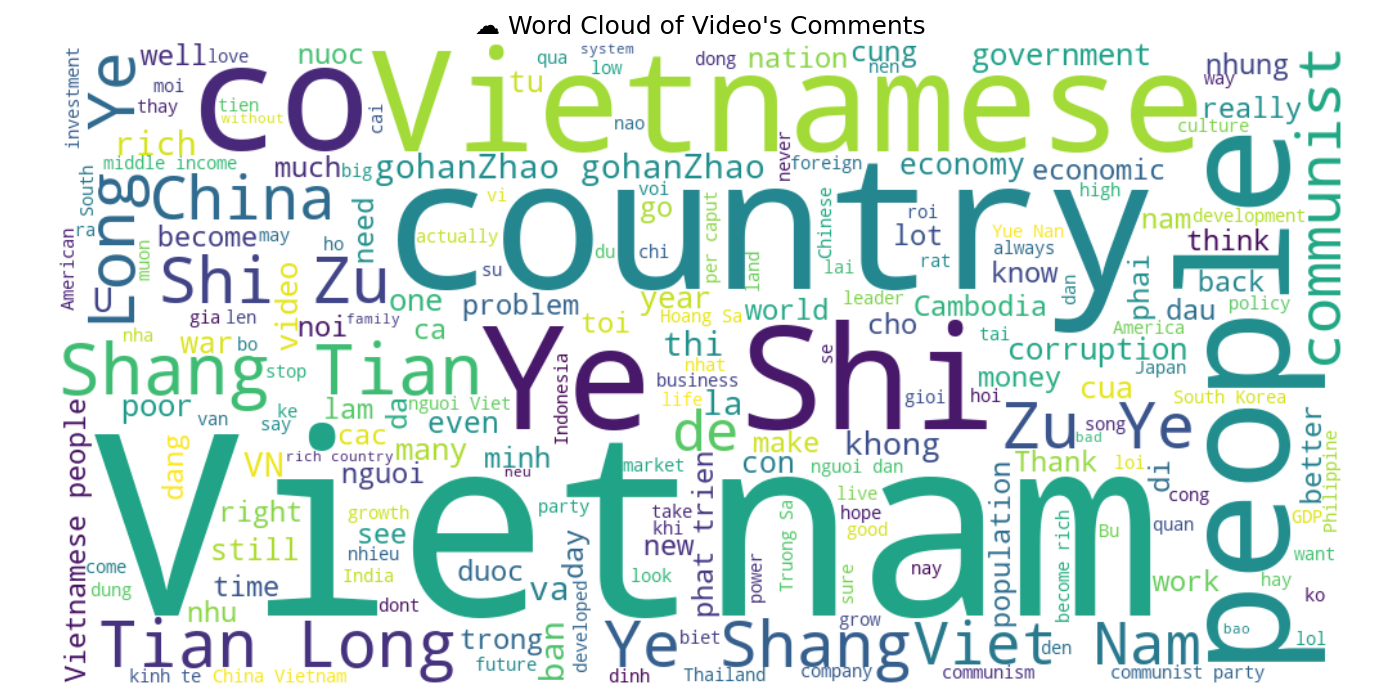 ☁ Word Cloud of Video's Comments
Vietnamese
co
country
people
Ye Shi
Vietnam
communist
Long Ye
China
Shi Zu
Shang Tian
Tian Long
Ye Shang
Viet Nam
Zu Ye
Vietnamese people
investment
well
love
nuoc
moi
thay
tien
without
cai
rich
middle income
South
ra
American
much
big
gohanZhao gohanZhao
qua
system
low
tu
nao
dong
nation
cung
nen
government
nhung
way
really
culture
never
foreign
economy
economic
high
nam
development
think
back
policy
phai
dau
become
may
ho
need
muon
actually
vi
voi
go
du
chi
su
per caput
land
Chinese
lai
roi
lot
rat
Yue Nan
always
know
dan
video
one
problem
year
world
leader
Cambodia
America
Japan
gia
len
noi
family
ca
toi
Hoang Sa
cho
tai
corruption
nha
war
bo
stop
thi
nhat
business
se
life
la
money
cua
South Korea
gioi
hoi
song
bad
Indonesia
poor
van
ke
say
lam
da
nguoi Viet
even
de
make
khong
cac
many
minh
dang
VN
rich country
nguoi
neu
market
con
nguoi dan
Thank
loi
di
better
Philippine
right
growth
see
party
phat trien
take
khi
new
live
hope
good
population
become rich
Bu
cong
quan
GDP
want
still
nhieu
India
come
dung
time
nhu
dont
duoc
va
day
look
power
Truong Sa
sure
nay
work
hay
ko
trong
future
ban
developed
biet
grow
den
bao
lol
kinh te
China Vietnam
dinh
Thailand
company
communism
communist party